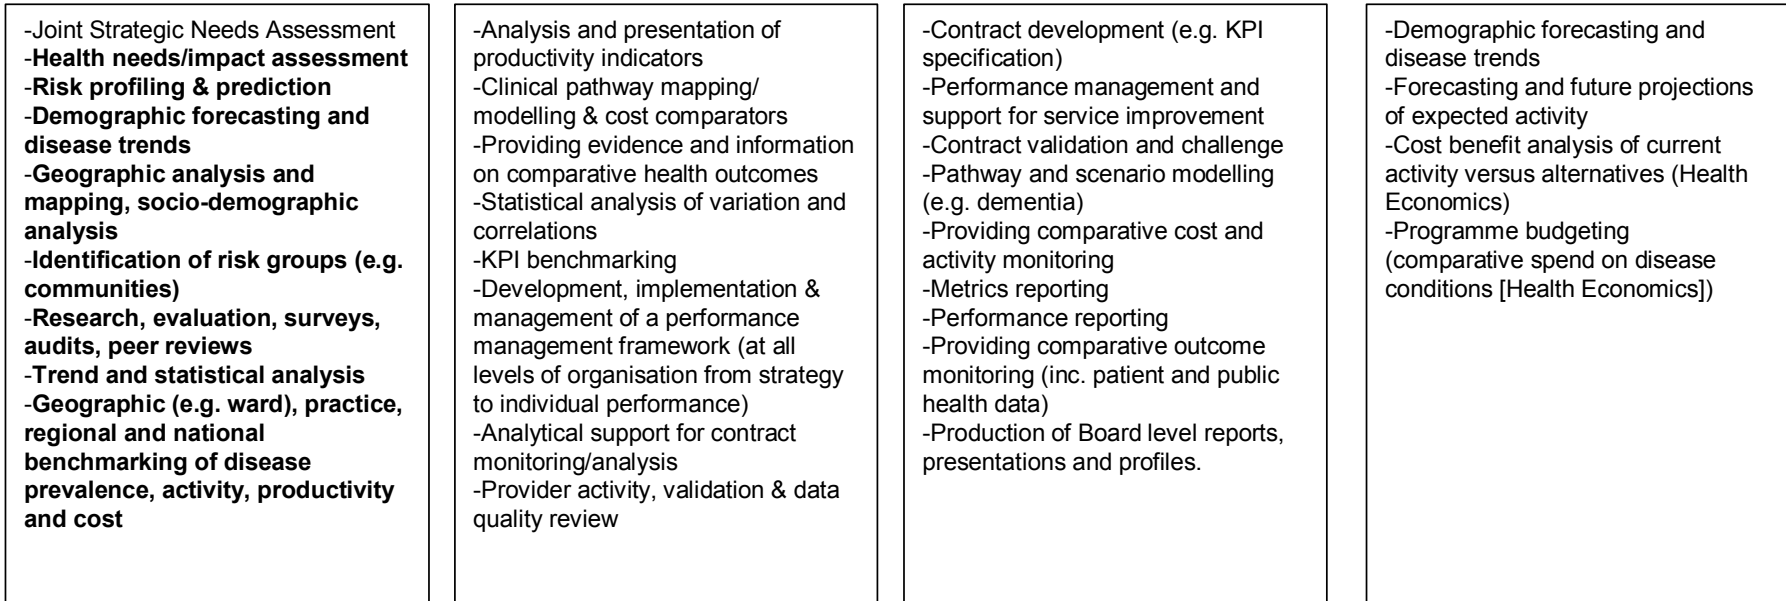 -Joint Strategic Needs Assessment
-Health needs/impact assessment
-Risk profiling & prediction
-Demographic forecasting and
disease trends
-Geographic analysis and
mapping, socio-demographic
analysis
-Identification of risk groups (e.g.
communities)
-Research, evaluation, surveys,
audits, peer reviews
-Trend and statistical analysis
-Geographic (e.g. ward), practice,
regional and national
benchmarking of disease
prevalence, activity, productivity
and cost
-Analysis and presentation of
productivity indicators
-Clinical pathway mapping/
modelling & cost comparators
-Providing evidence and information
on comparative health outcomes
-Statistical analysis of variation and
correlations
-KPI benchmarking
-Development, implementation &
management of a performance
management framework (at all
levels of organisation from strategy
to individual performance)
-Analytical support for contract
monitoring/analysis
-Provider activity, validation & data
quality review
-Contract development (e.g. KPI
specification)
-Performance management and
support for service improvement
-Contract validation and challenge
-Pathway and scenario modelling
(e.g. dementia)
-Providing comparative cost and
activity monitoring
-Metrics reporting
-Performance reporting
-Providing comparative outcome
monitoring (inc. patient and public
health data)
-Production of Board level reports,
presentations and profiles.
-Demographic forecasting and
disease trends
-Forecasting and future projections
of expected activity
-Cost benefit analysis of current
activity versus alternatives (Health
Economics)
-Programme budgeting
(comparative spend on disease
conditions [Health Economics])